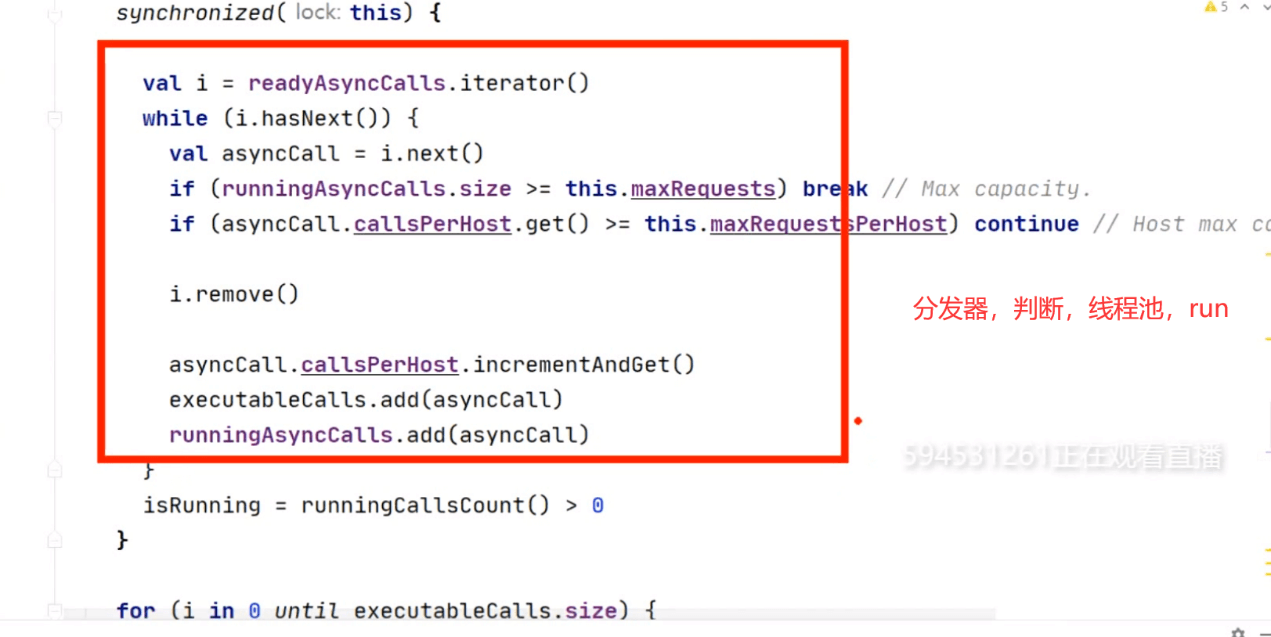 synchronized( lock: this) {
5
val i = readyAsyncCalls.iterator()
while (i.hasNext()) {
val asyncCall = i.next()
if (runningAsyncCalls.size >= this.maxRequests) break // Max capacity.
if (asyncCall.callsPerHost.get() >= this.maxRequestsPerHost) continue // Host max
i.remove()
分发器，判断，线程池，run
asyncCall.callsPerHost.incrementAndGet()
executableCalls.add(asyncCall)
runningAsyncCalls.add(asyncCall)
594531261正在观看直播
}
isRunning = runningCallsCount() > 0
}
for (i in 0 until executableCalls.size) {